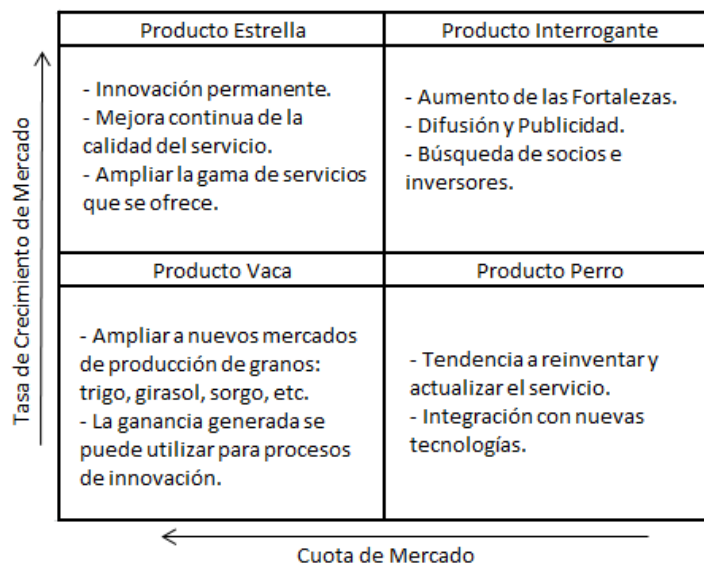 Producto Estrella
Producto Interrogante
- Innovación permanente.
- Mejora continua de la
calidad del servicio.
- Ampliar la gama de servicios
que se ofrece.
- Aumento de las Fortalezas.
- Difusión y Publicidad.
- Búsqueda de socios e
inversores.
Producto Vaca
Producto Perro
- Ampliar a nuevos mercados
de producción de granos:
trigo, girasol, sorgo, etc.
- La ganancia generada se
puede utilizar para procesos
de innovación.
- Tendencia a reinventar y
actualizar el servicio.
- Integración con nuevas
tecnologías.
Tasa de Crecimiento de Mercado
Cuota de Mercado